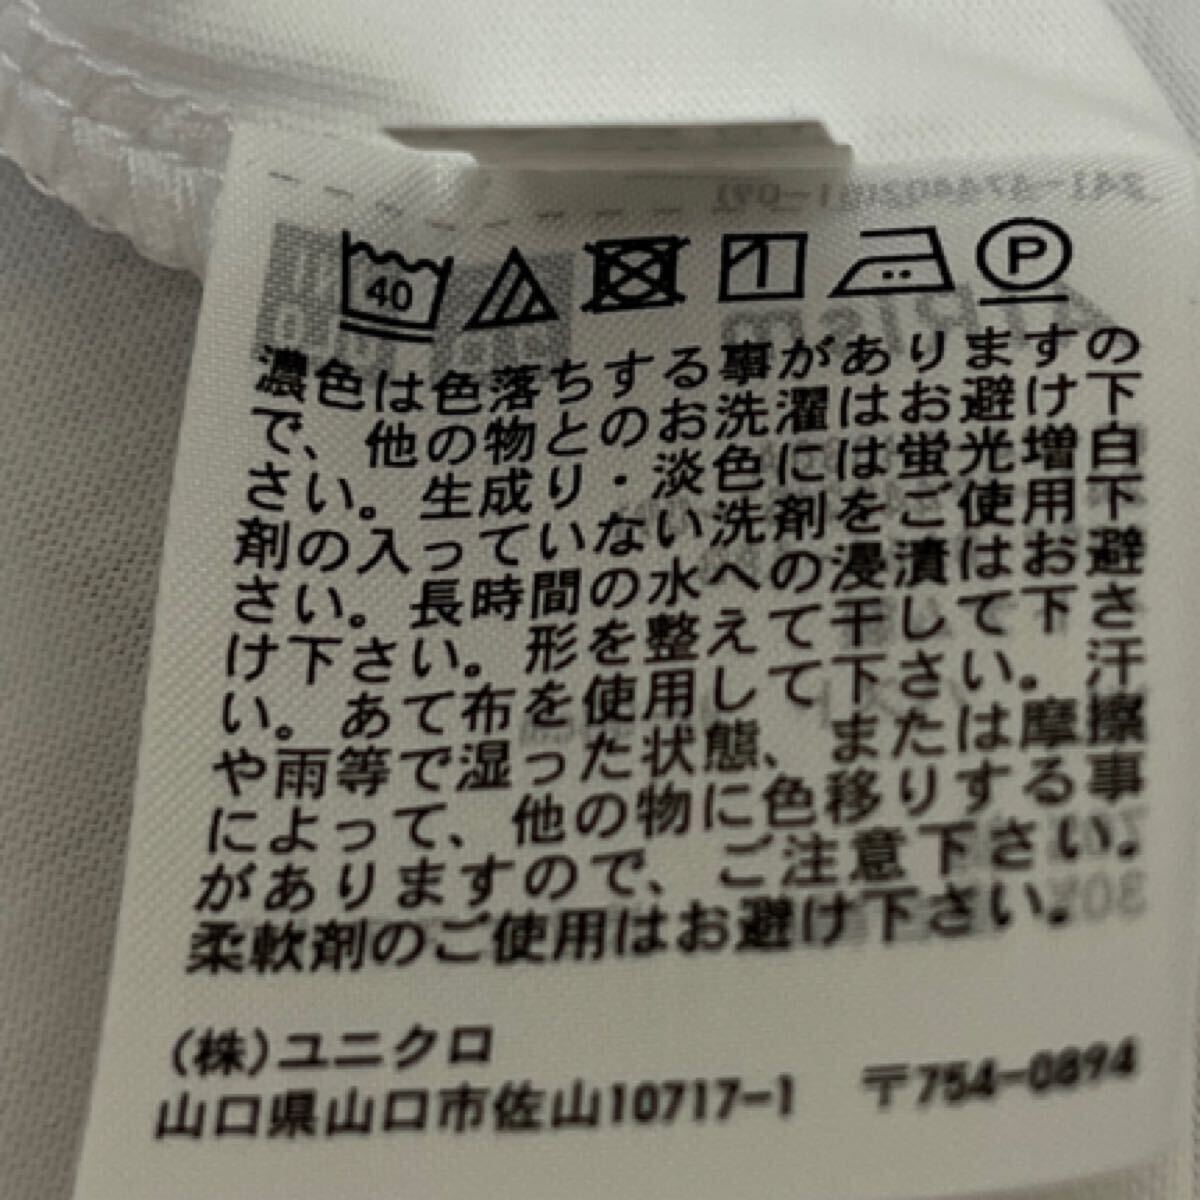 40
P
濃色は色落ちする事がありますの
で、他の物とのお洗濯はお避け下
さい。生成り・淡色には蛍光増白
剤の入っていない洗剤をご使用下
さい。長時間の水への浸漬はお避
け下さい。形を整えて干して下さ
い。あて布を使用して下さい。汗
や雨等で湿った状態、または摩擦
によって、他の物に色移りする事
がありますので、ご注意下さい。
柔軟剤のご使用はお避け下さい。
(株)ユニクロ
山口県山口市佐山10717-1 〒754-0894